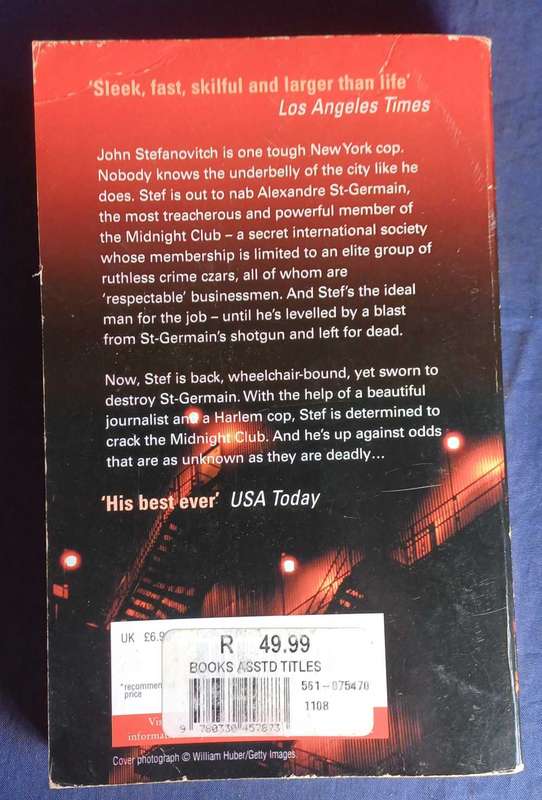 ‘Sleek, fast, skilful and larger than life’
Los Angeles Times
John Stefanovitch is one tough New York cop.
Nobody knows the underbelly of the city like he
does. Stef is out to nab Alexandre St-Germain,
the most treacherous and powerful member of
the Midnight Club – a secret international society
whose membership is limited to an elite group of
ruthless crime czars, all of whom are
‘respectable’ businessmen. And Stef’s the ideal
man for the job – until he’s levelled by a blast
from St-Germain’s shotgun and left for dead.
Now, Stef is back, wheelchair-bound, yet sworn to
destroy St-Germain. With the help of a beautiful
journalist and a Harlem cop, Stef is determined to
crack the Midnight Club. And he’s up against odds
that are as unknown as they are deadly...
‘His best ever’ USA Today
UK £6.9
R 49.99
BOOKS ASSTD TITLES
*recommen
price
561-075470
1108
9 780330 457873
Vis
informa
Cover photograph © William Huber/Getty Images